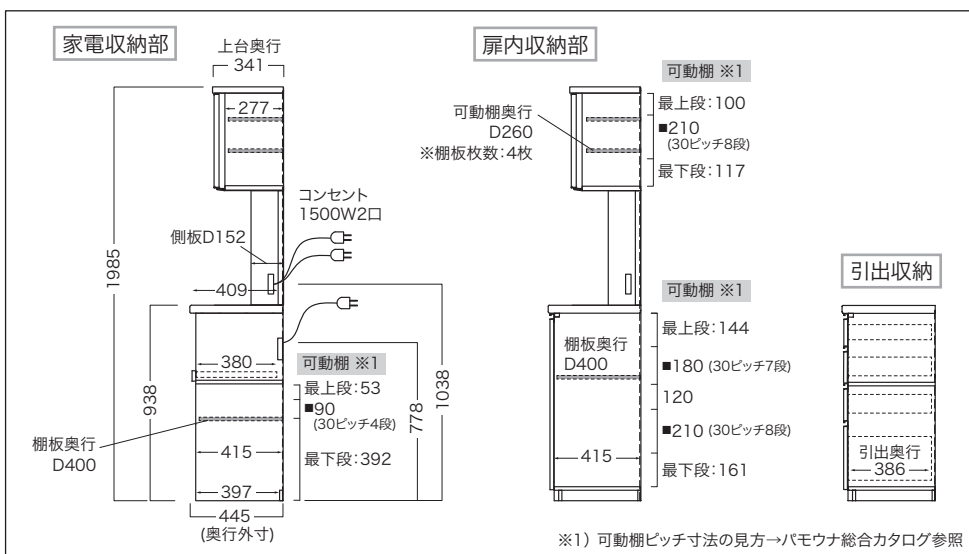 家電収納部
上台奥行
341
277
コンセント
1500W2口
側板D152
409
1985
938
380
可動棚 ※1
最上段:53
■90
(30ピッチ4段)
最下段:392
778
1038
棚板奥行
D400
415
397
445
(奥行外寸)
扉内収納部
可動棚 ※1
最上段:100
■210
(30ピッチ8段)
最下段:117
可動棚奥行
D260
※棚板枚数:4枚
可動棚 ※1
最上段:144
■180 (30ピッチ7段)
120
■210 (30ピッチ8段)
最下段:161
棚板奥行
D400
415
引出収納
引出奥行
386
※1) 可動棚ピッチ寸法の見方→パモウナ総合カタログ参照